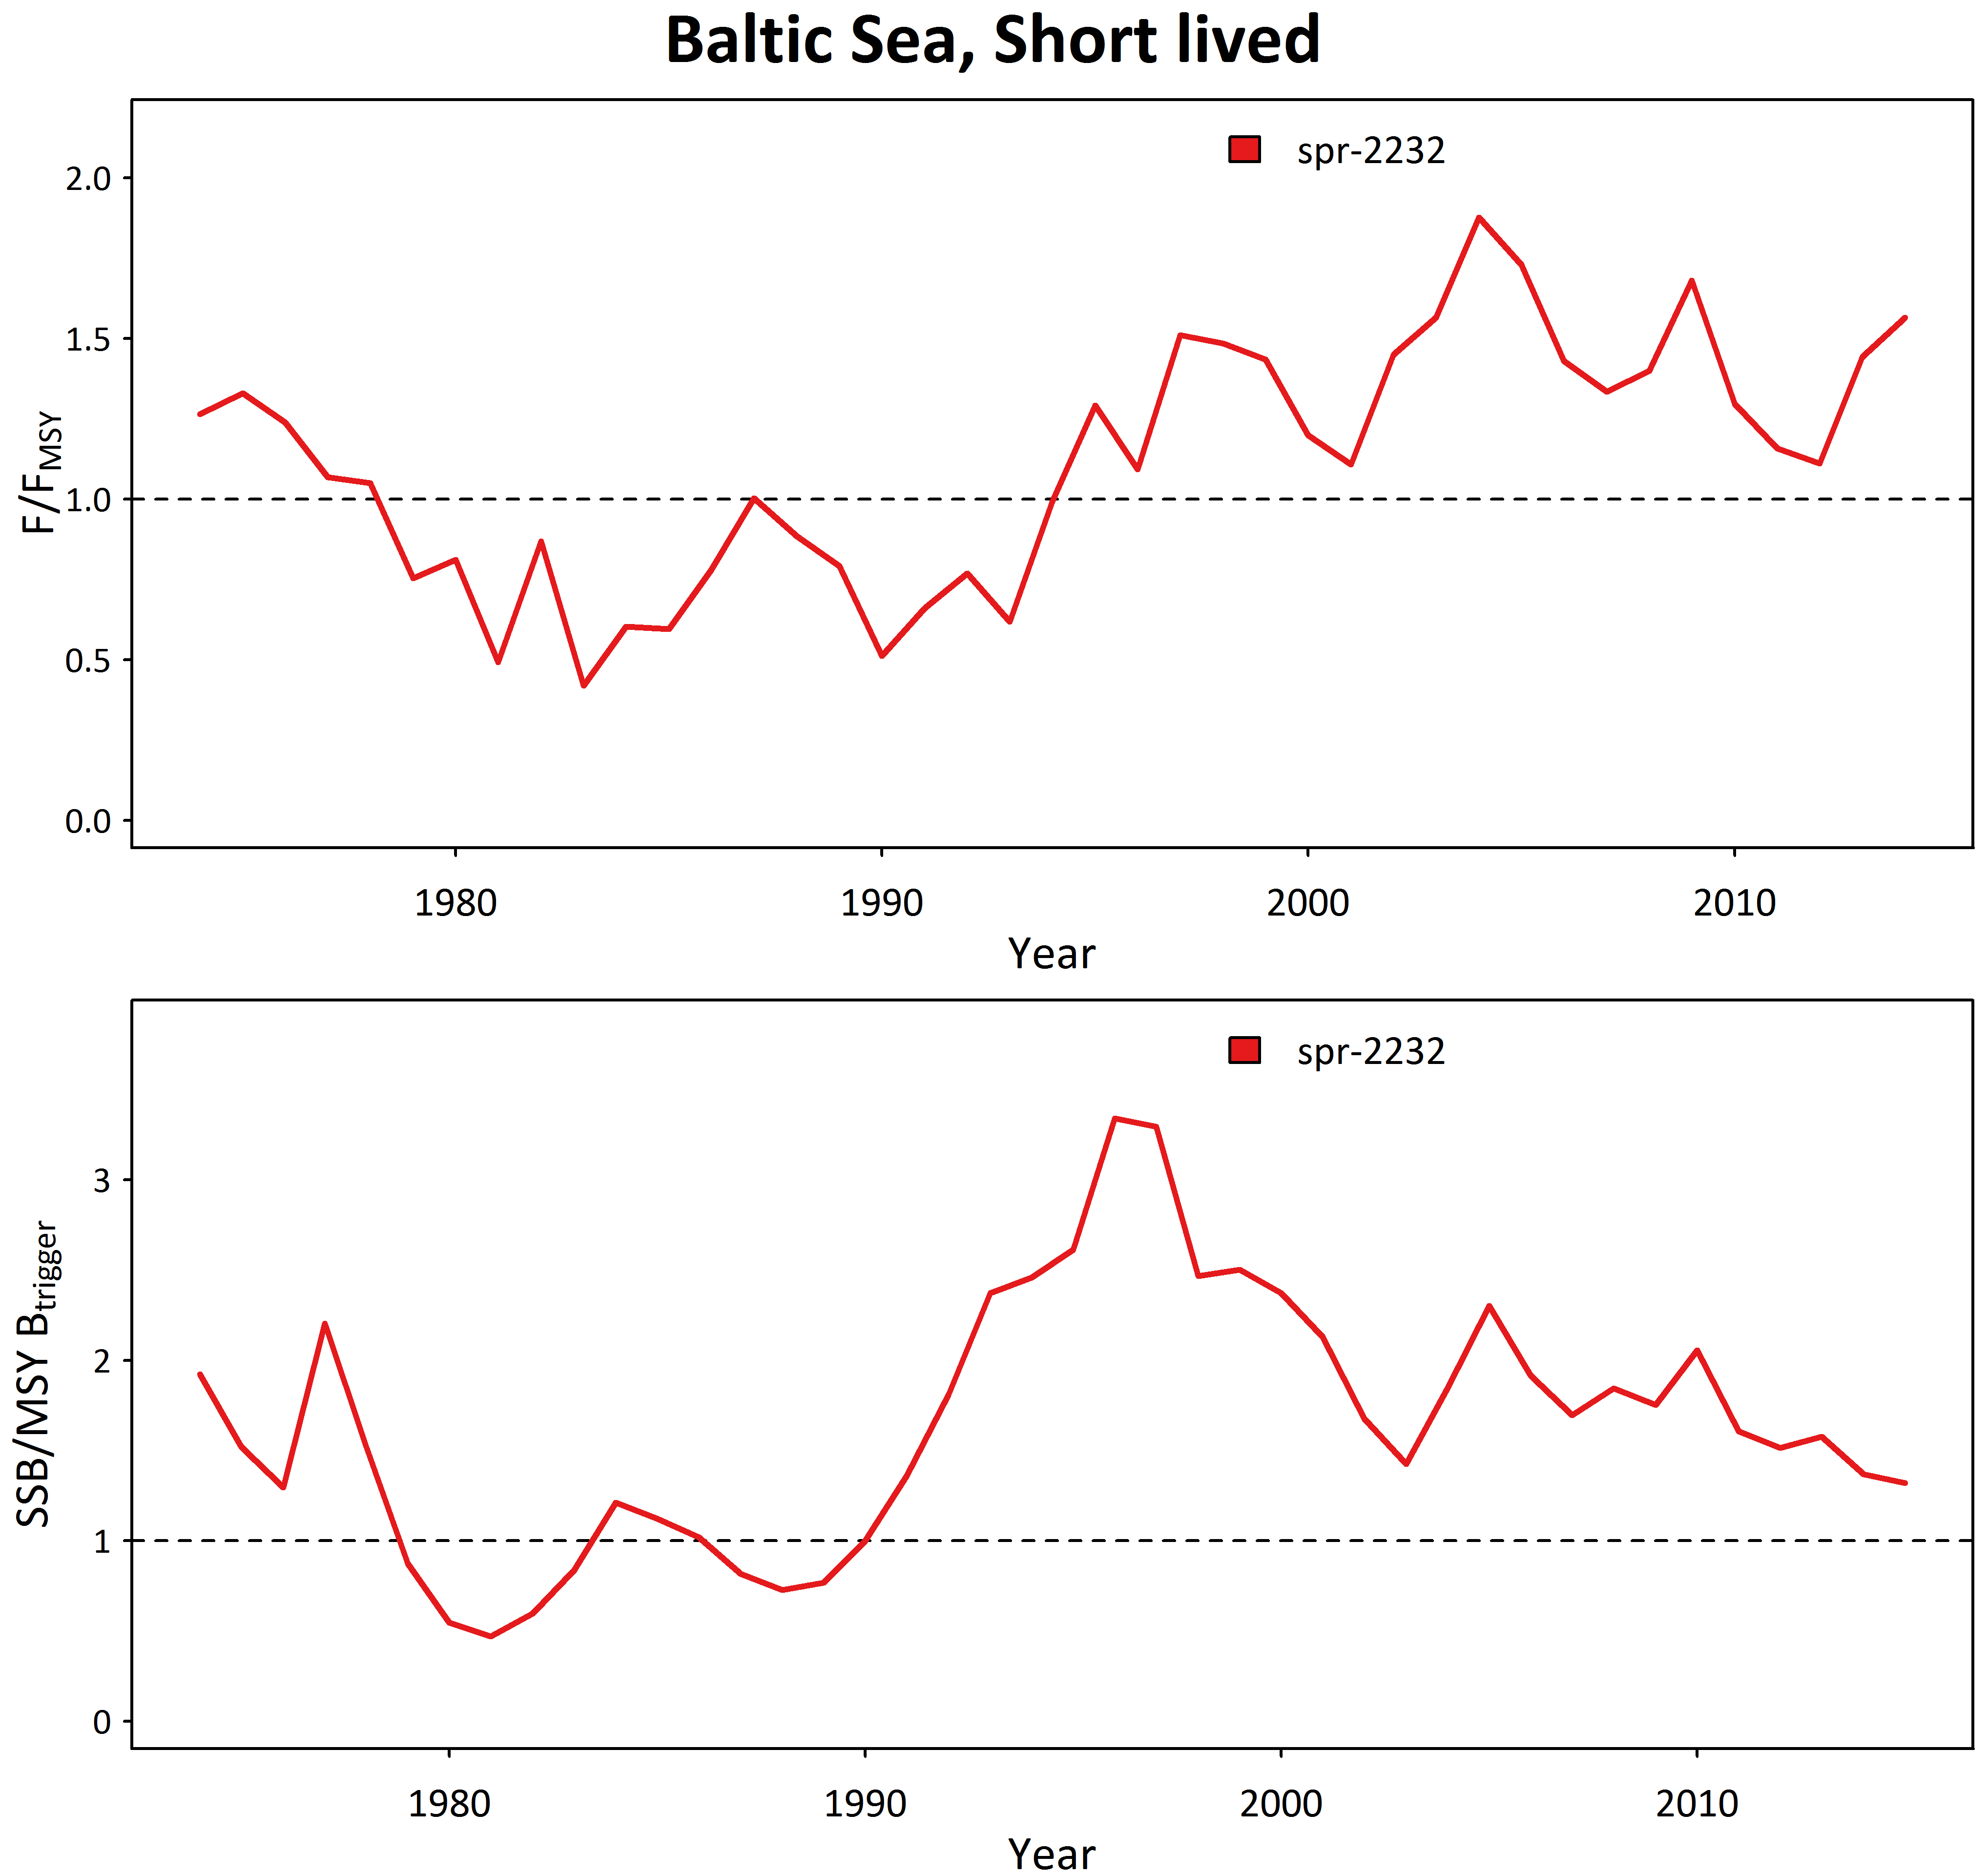 Baltic Sea, Short lived
spr-2232
2.0
1.5
1.0
0.5
0.0
F/FMSY
1980 1990 2000 2010
Year
spr-2232
3
2
1
0
SSB/MSY Btrigger
1980 1990 2000 2010
Year